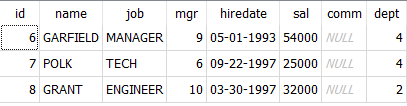 id name job mgr hiredate sal comm dept
6 GARFIELD MANAGER 9 05-01-1993 54000 NULL 4
7 POLK TECH 6 09-22-1997 25000 NULL 4
8 GRANT ENGINEER 10 03-30-1997 32000 NULL 2